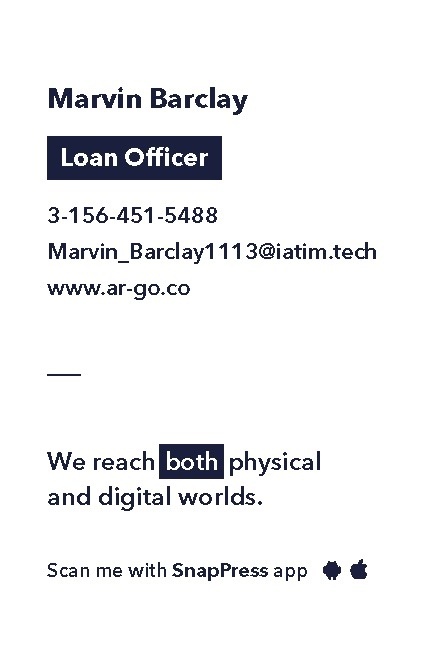 Marvin Barclay
Loan Officer
3-156-451-5488
Marvin_Barclay1113@iatim.tech
www.ar-go.co
We reach both physical
and digital worlds.
Scan me with SnapPress app